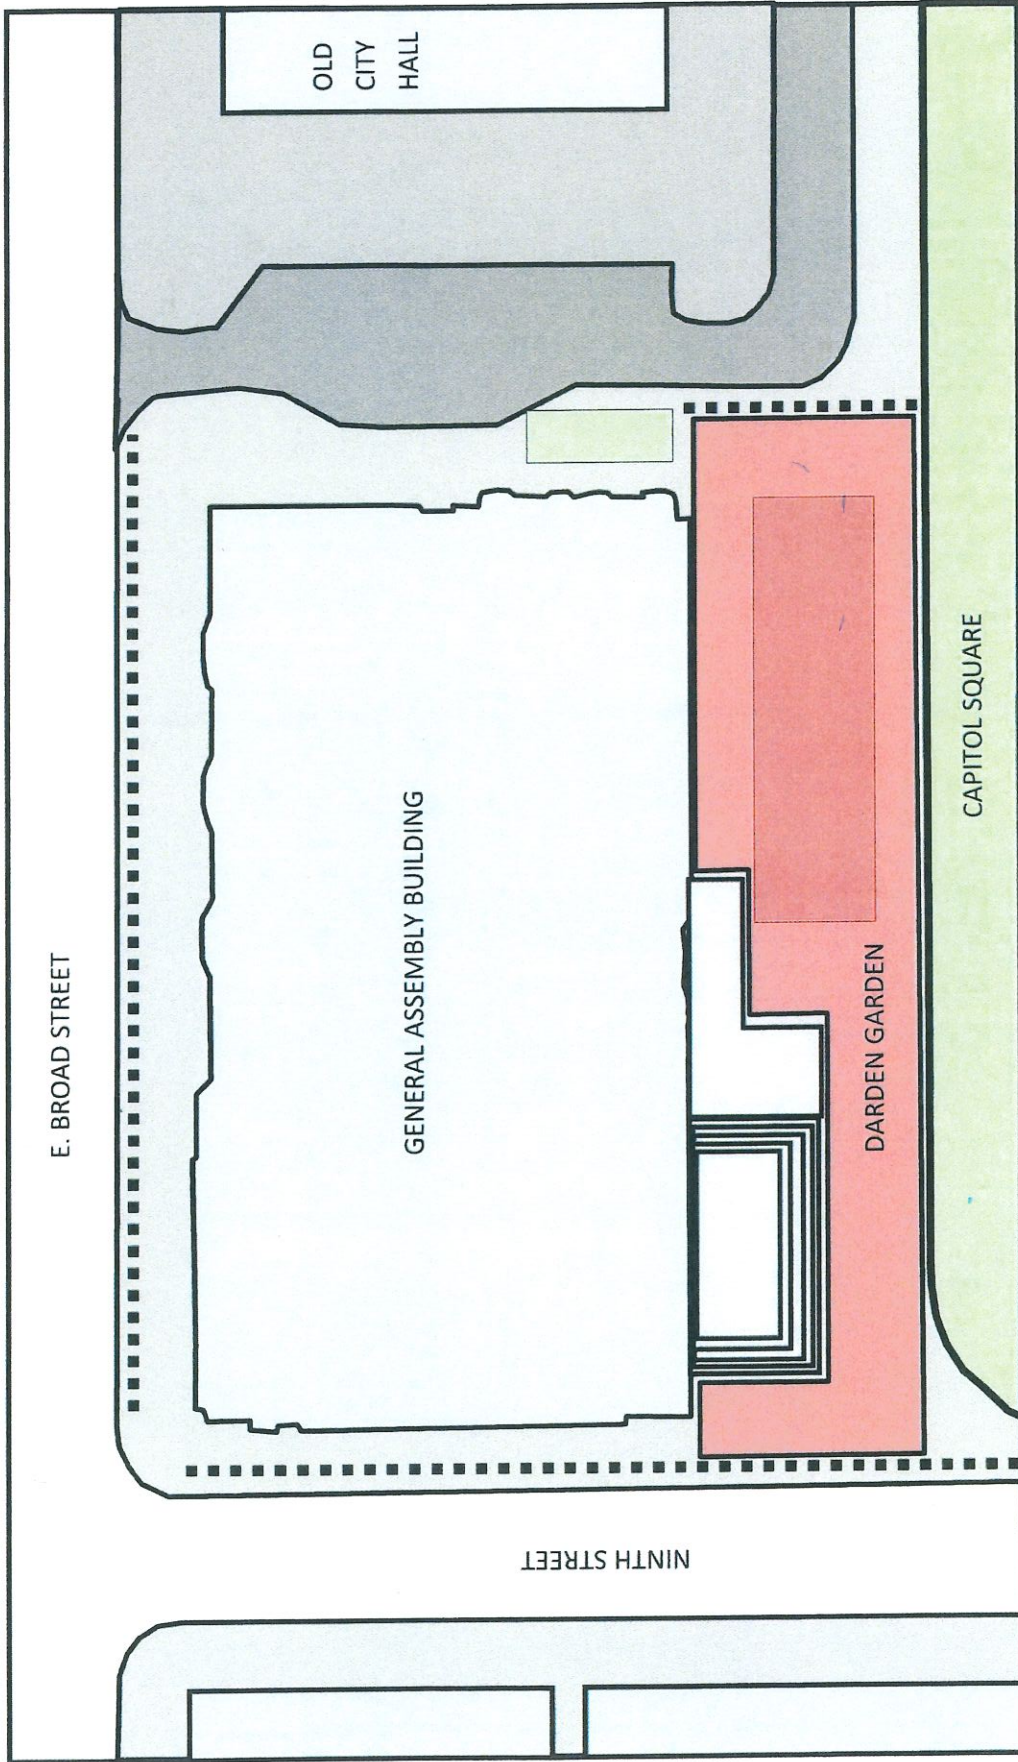 E. BROAD STREET
OLD
CITY
HALL
GENERAL ASSEMBLY BUILDING
DARDEN GARDEN
CAPITOL SQUARE
NINTH STREET